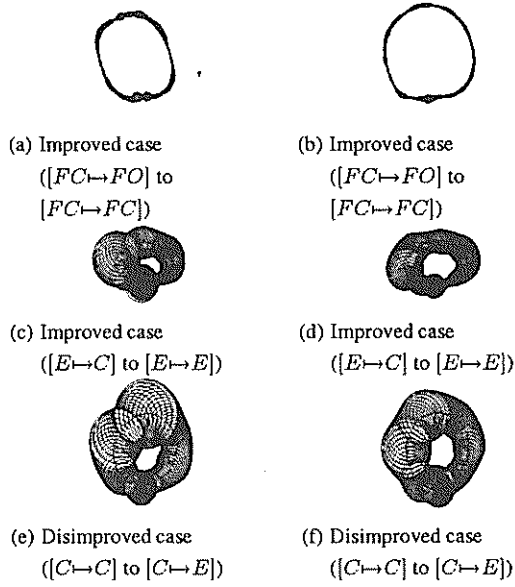 (a) Improved case
([FC↦FO] to
[FC↦FC])
(b) Improved case
([FC↦FO] to
[FC↦FC])
(c) Improved case
([E↦C] to [E↦E])
(d) Improved case
([E↦C] to [E↦E])
(e) Disimproved case
([C↦C] to [C↦E])
(f) Disimproved case
([C↦C] to [C↦E])